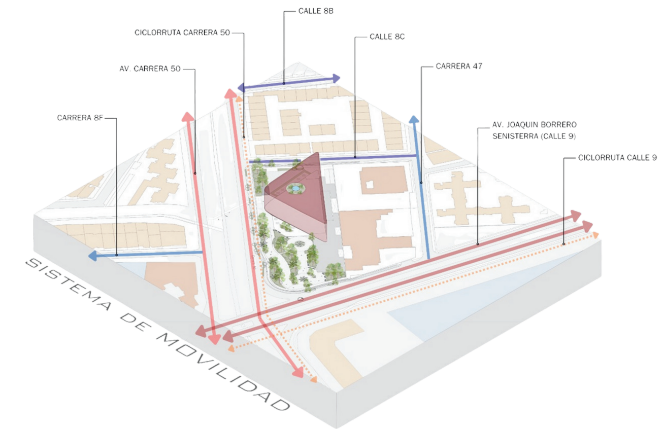 CALLE 8B
CICLORRUTA CARRERA 50
CALLE 8C
AV. CARRERA 50
CARRERA 47
CARRERA 8F
AV. JOAQUIN BORRERO
SENISTERRA (CALLE 9)
CICLORRUTA CALLE 9
SISTEMA DE MOVILIDAD